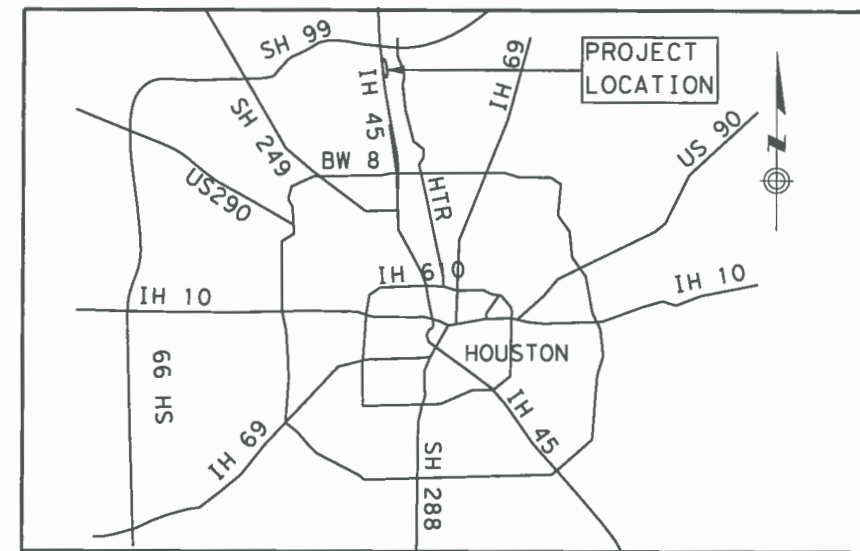 SH 99
PROJECT
LOCATION
IH 45
IH 69
SH 249
US 90
BW 8
US290
HTR
N
IH 610
IH 10
IH 10
HOUSTON
SH 99
IH 69
IH 45
SH 288